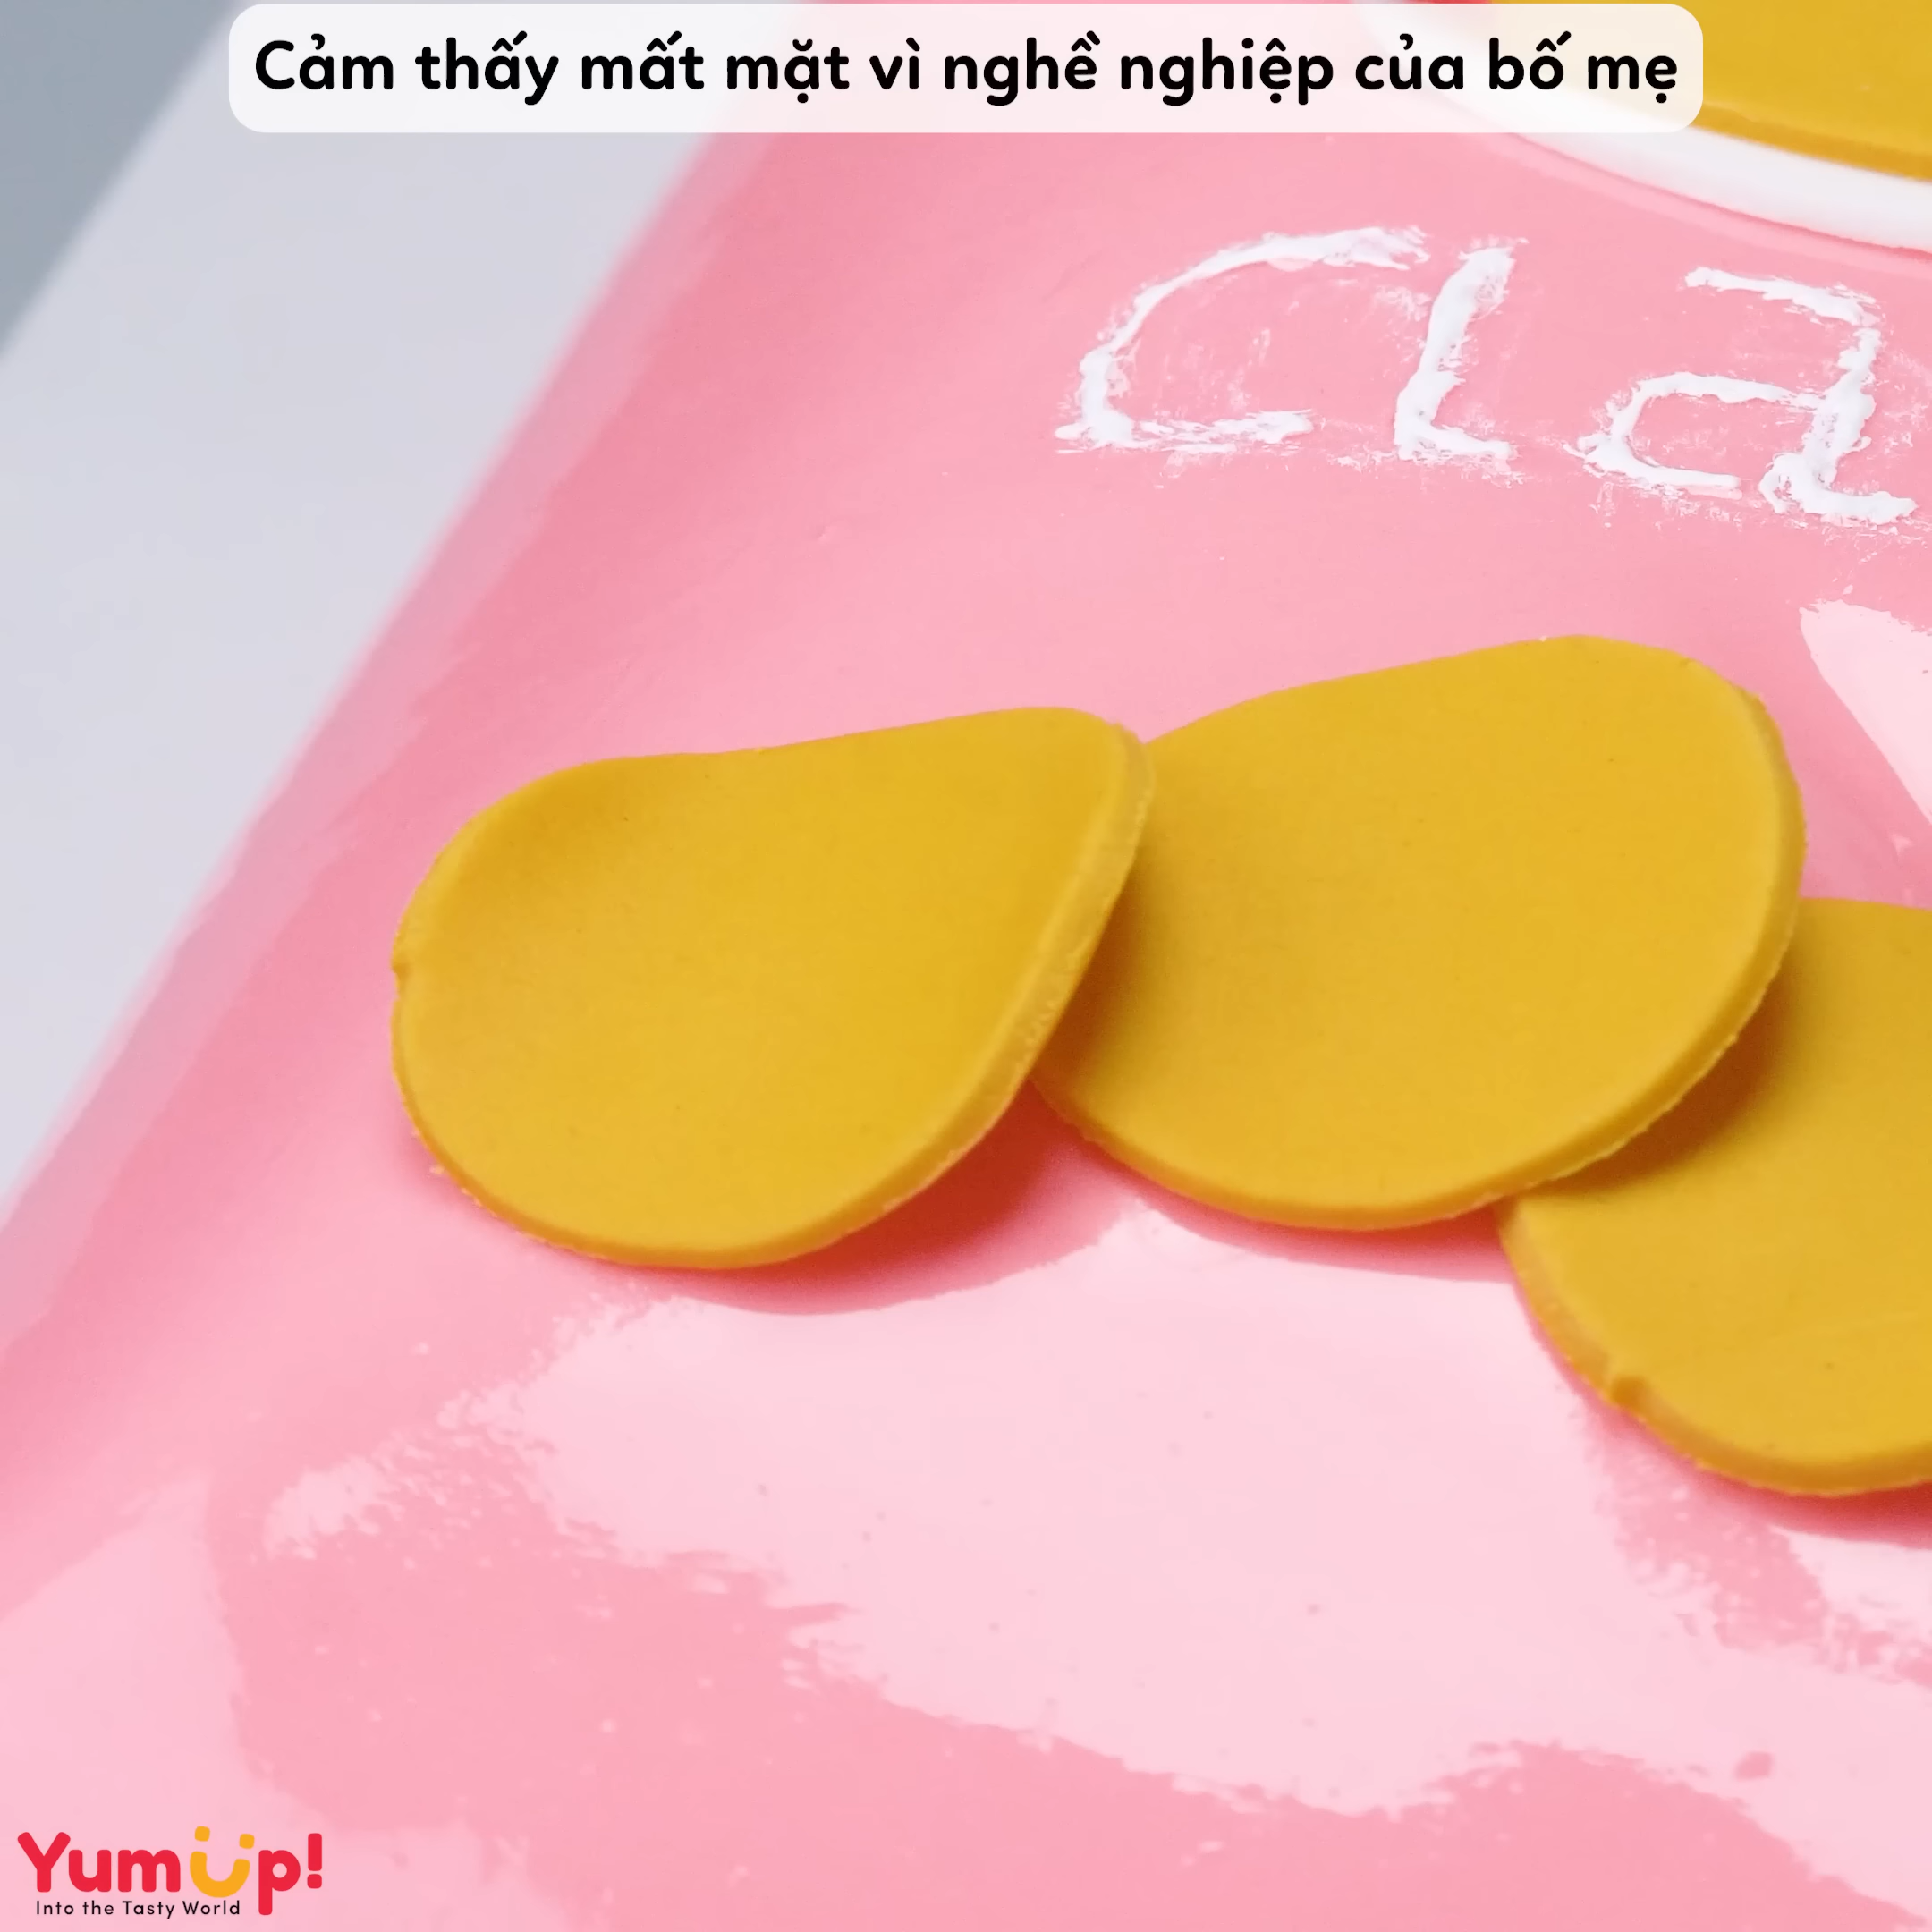 Cảm thấy mất mặt vì nghề nghiệp của bố mẹ
Cla
YumUp!
Into the Tasty World